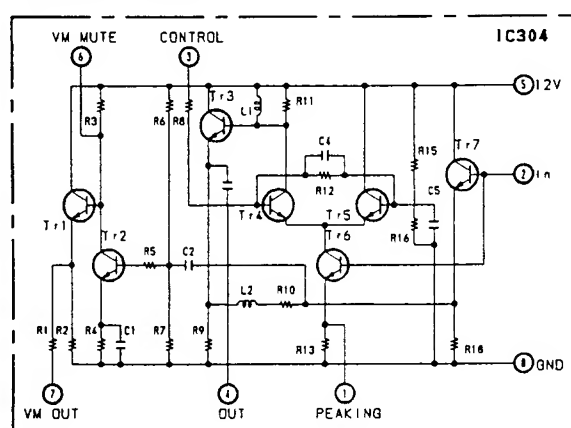 VM MUTE CONTROL IC304
6 3
5 12V
Tr3
R3 R6 R8 L1 R11
C4 R15 Tr7
2 In
R12 C5
Tr1 Tr4 Tr5 R16
Tr2 Tr6
R5 C2
L2 R10
R1 R2 R4 C1 R7 R9 R13 R16
8 GND
7 4 1
VM OUT OUT PEAKING